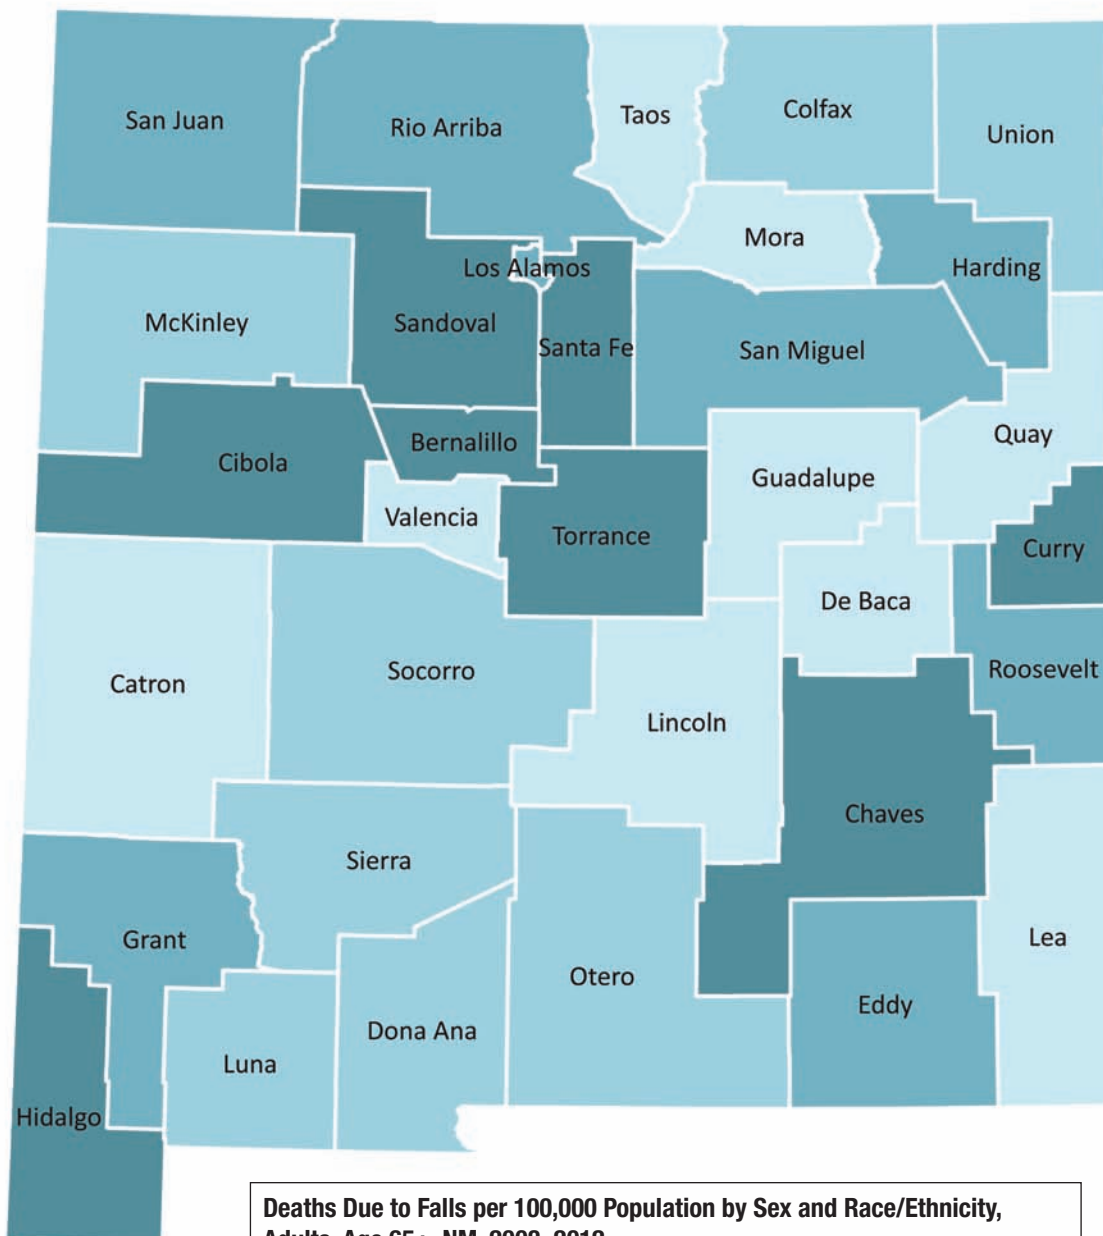 San Juan
Rio Arriba
Taos
Colfax
Union
Mora
Harding
Los Alamos
McKinley
Sandoval
Santa Fe
San Miguel
Quay
Bernalillo
Cibola
Guadalupe
Valencia
Torrance
Curry
De Baca
Socorro
Roosevelt
Catron
Lincoln
Chaves
Sierra
Grant
Lea
Otero
Eddy
Dona Ana
Luna
Hidalgo
Deaths Due to Falls per 100,000 Population by Sex and Race/Ethnicity,